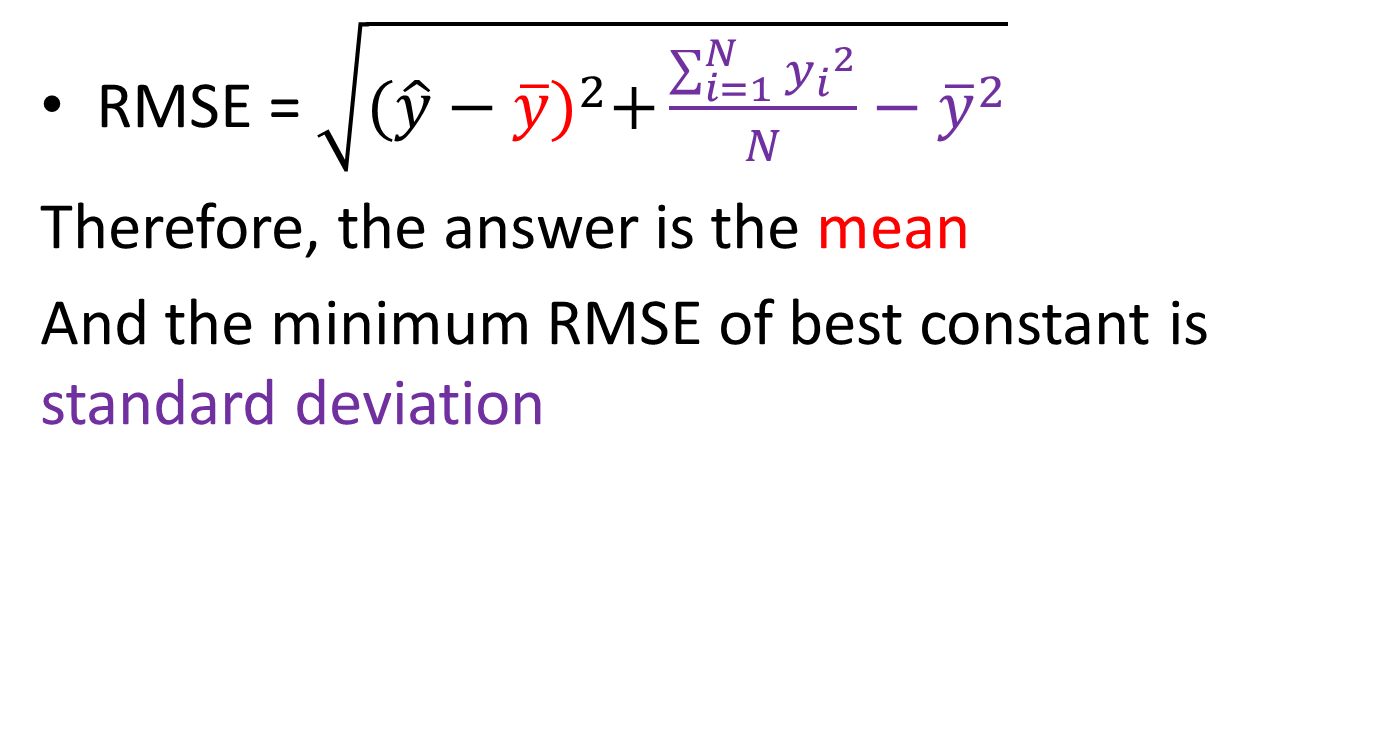 • RMSE = √((ŷ − ȳ)² + (∑ᵢ₌₁ᴺ yᵢ²)/N − ȳ²)
Therefore, the answer is the mean
And the minimum RMSE of best constant is
standard deviation